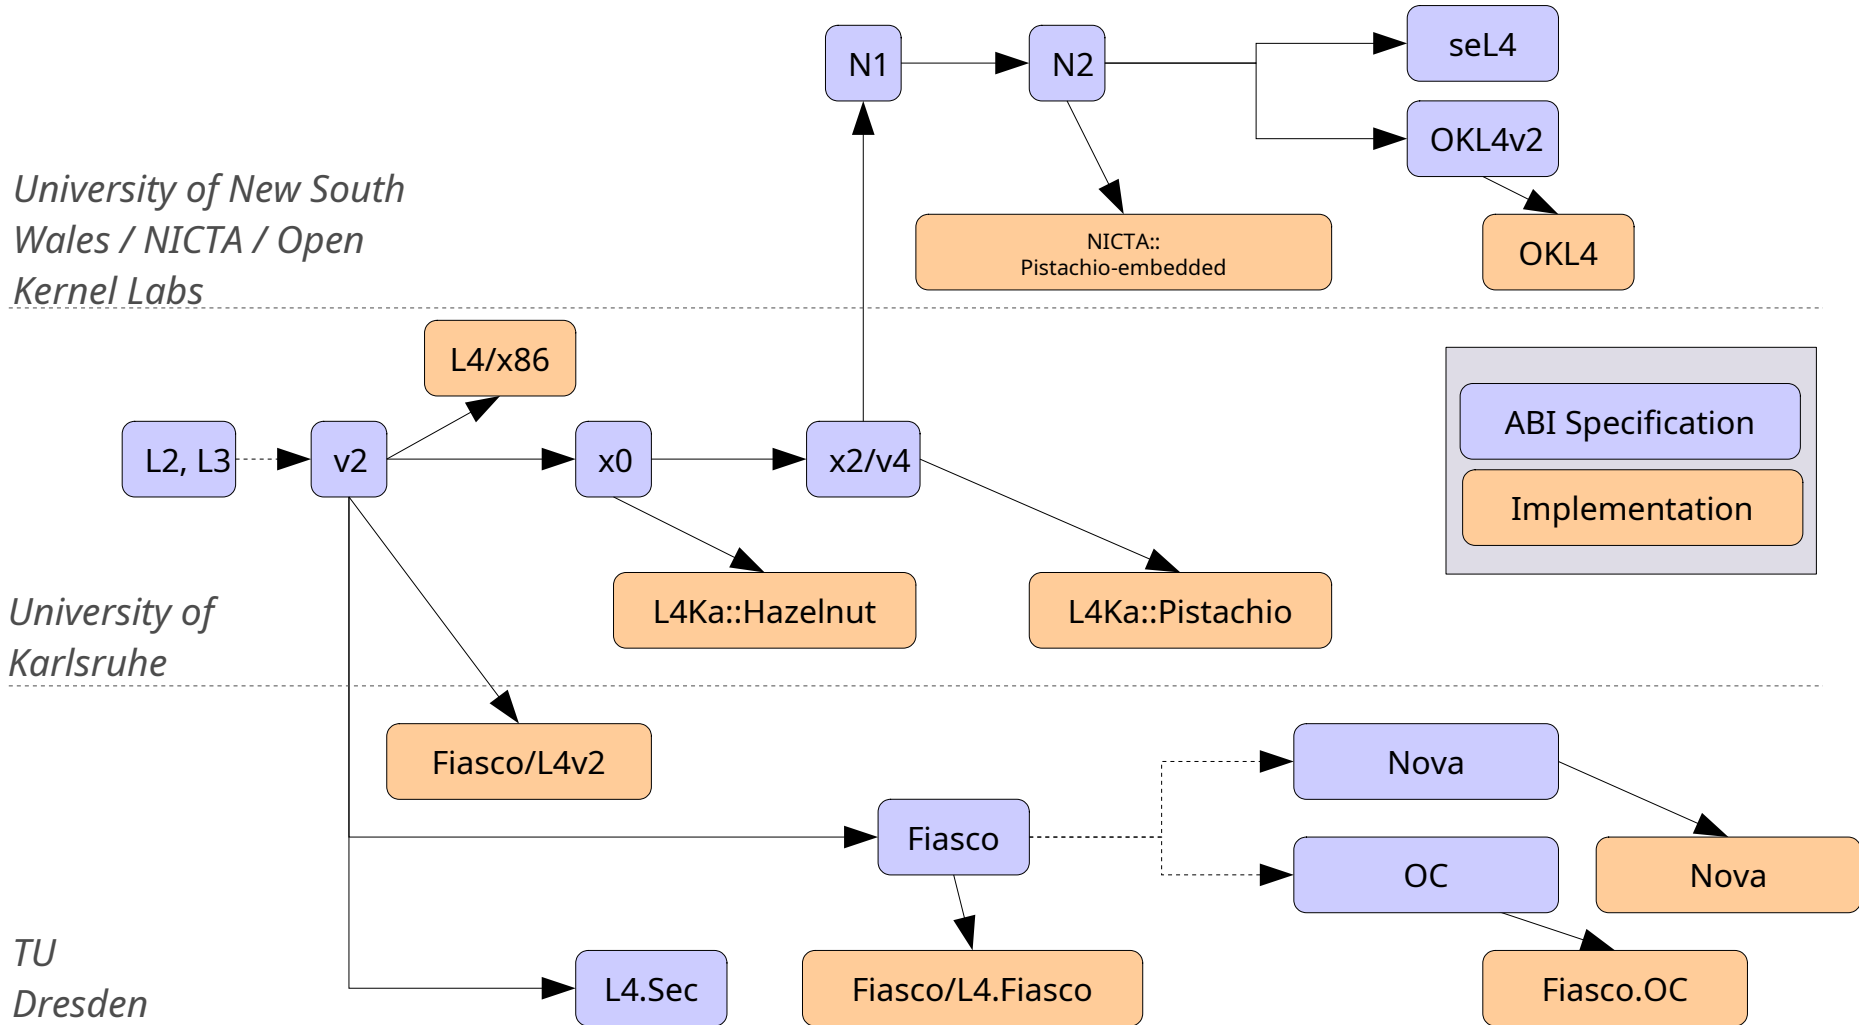 N1
N2
seL4
OKL4v2
University of New South
Wales / NICTA / Open
Kernel Labs
NICTA::
Pistachio-embedded
OKL4
L4/x86
L2, L3
v2
x0
x2/v4
ABI Specification
Implementation
L4Ka::Hazelnut
L4Ka::Pistachio
University of
Karlsruhe
Fiasco/L4v2
Nova
Fiasco
OC
Nova
TU
Dresden
L4.Sec
Fiasco/L4.Fiasco
Fiasco.OC